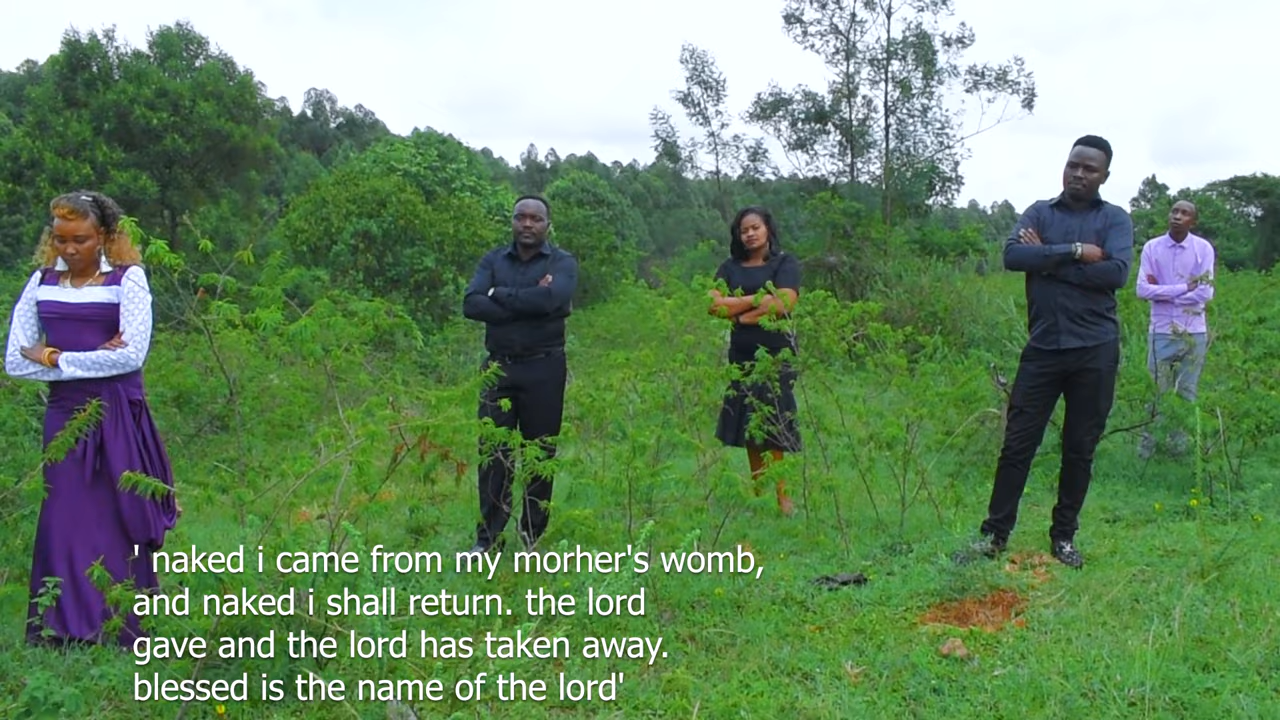 ' naked i came from my morher's womb,
and naked i shall return. the lord
gave and the lord has taken away.
blessed is the name of the lord'